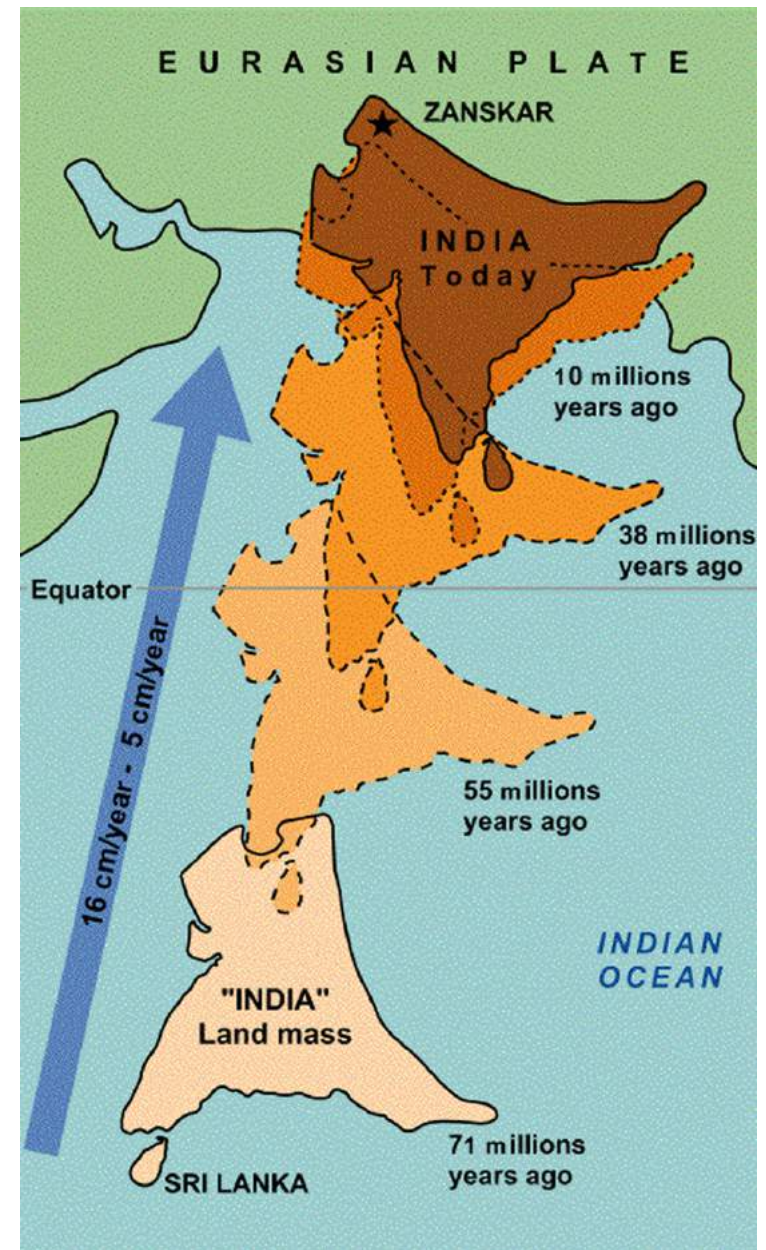 EURASIAN PLATE
ZANSKAR
INDIA
Today
10 millions
years ago
38 millions
years ago
Equator
16 cm/year - 5 cm/year
55 millions
years ago
INDIAN
OCEAN
"INDIA"
Land mass
71 millions
years ago
SRI LANKA